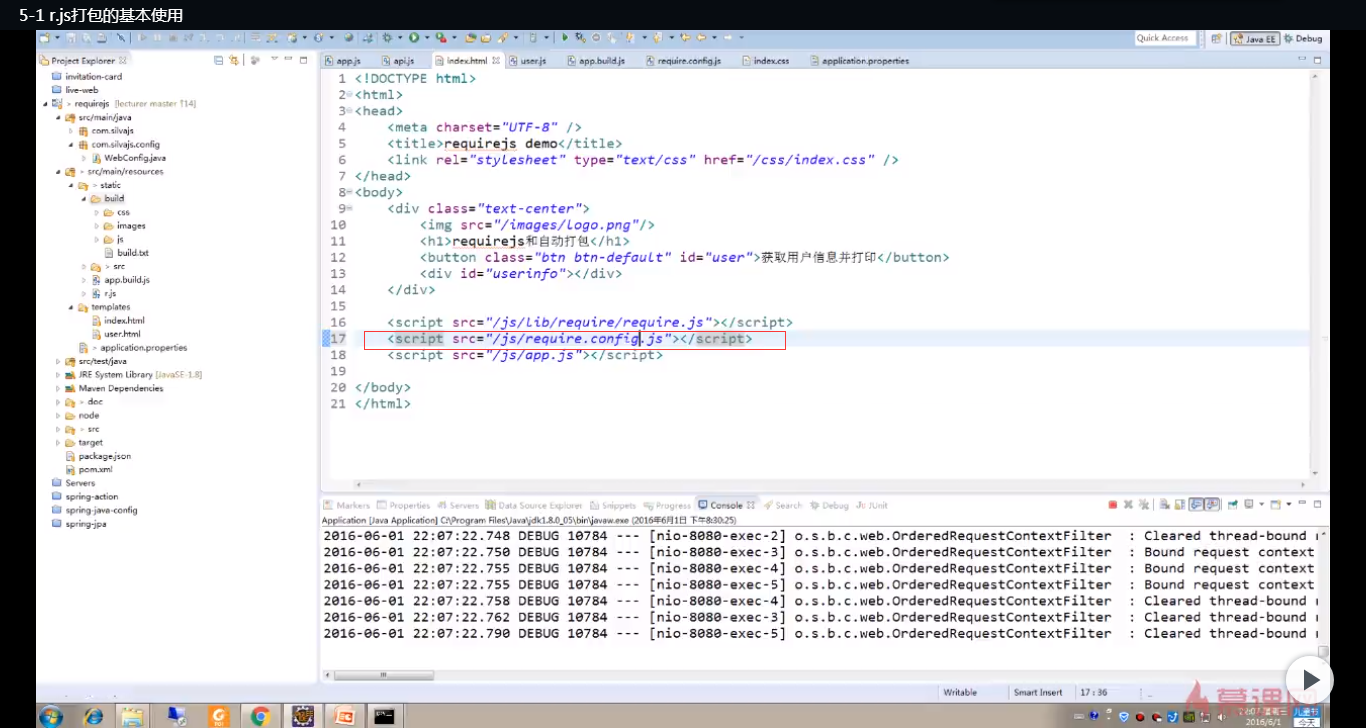 5-1 r.js打包的基本使用
Quick Access
Java EE
Debug
Project Explorer
invitation-card
live-web
requirejs [lecturer master ↑14]
src/main/java
com.silvajs
com.silvajs.config
WebConfig.java
src/main/resources
static
build
css
images
js
build.txt
src
app.build.js
r.js
templates
index.html
user.html
application.properties
src/test/java
JRE System Library [JavaSE-1.8]
Maven Dependencies
doc
node
src
target
package.json
pom.xml
Servers
spring-action
spring-java-config
spring-jpa
app.js api.js index.html user.js app.build.js require.config.js index.css application.properties
1 <!DOCTYPE html>
2 <html>
3 <head>
4 <meta charset="UTF-8" />
5 <title>requirejs demo</title>
6 <link rel="stylesheet" type="text/css" href="/css/index.css" />
7 </head>
8 <body>
9 <div class="text-center">
10 <img src="/images/logo.png"/>
11 <h1>requirejs和自动打包</h1>
12 <button class="btn btn-default" id="user">获取用户信息并打印</button>
13 <div id="userinfo"></div>
14 </div>
15
16 <script src="/js/lib/require/require.js"></script>
17 <script src="/js/require.config.js"></script>
18 <script src="/js/app.js"></script>
19
20 </body>
21 </html>
Markers Properties Servers Data Source Explorer Snippets Progress Console Search Debug JUnit
Application [Java Application] C:\Program Files\Java\jdk1.8.0_05\bin\javaw.exe (2016年6月1日 下午8:30:25)
2016-06-01 22:07:22.748 DEBUG 10784 --- [nio-8080-exec-2] o.s.b.c.web.OrderedRequestContextFilter : Cleared thread-bound
2016-06-01 22:07:22.750 DEBUG 10784 --- [nio-8080-exec-3] o.s.b.c.web.OrderedRequestContextFilter : Bound request context
2016-06-01 22:07:22.755 DEBUG 10784 --- [nio-8080-exec-4] o.s.b.c.web.OrderedRequestContextFilter : Bound request context
2016-06-01 22:07:22.755 DEBUG 10784 --- [nio-8080-exec-5] o.s.b.c.web.OrderedRequestContextFilter : Bound request context
2016-06-01 22:07:22.758 DEBUG 10784 --- [nio-8080-exec-4] o.s.b.c.web.OrderedRequestContextFilter : Cleared thread-bound
2016-06-01 22:07:22.762 DEBUG 10784 --- [nio-8080-exec-3] o.s.b.c.web.OrderedRequestContextFilter : Cleared thread-bound
2016-06-01 22:07:22.790 DEBUG 10784 --- [nio-8080-exec-5] o.s.b.c.web.OrderedRequestContextFilter : Cleared thread-bound
Writable Smart Insert 17 : 36
慕课网
2016/6/1
儿童节
今天